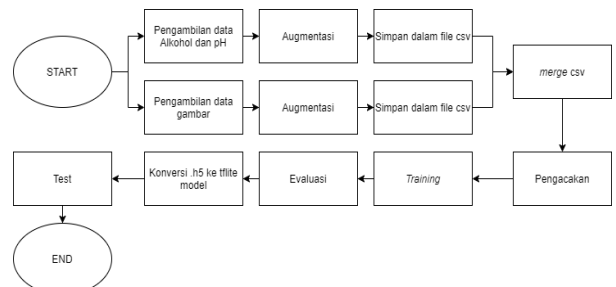 START
Pengambilan data
Alkohol dan pH
Augmentasi
Simpan dalam file csv
Pengambilan data
gambar
Augmentasi
Simpan dalam file csv
merge csv
Pengacakan
Training
Evaluasi
Konversi .h5 ke tflite
model
Test
END